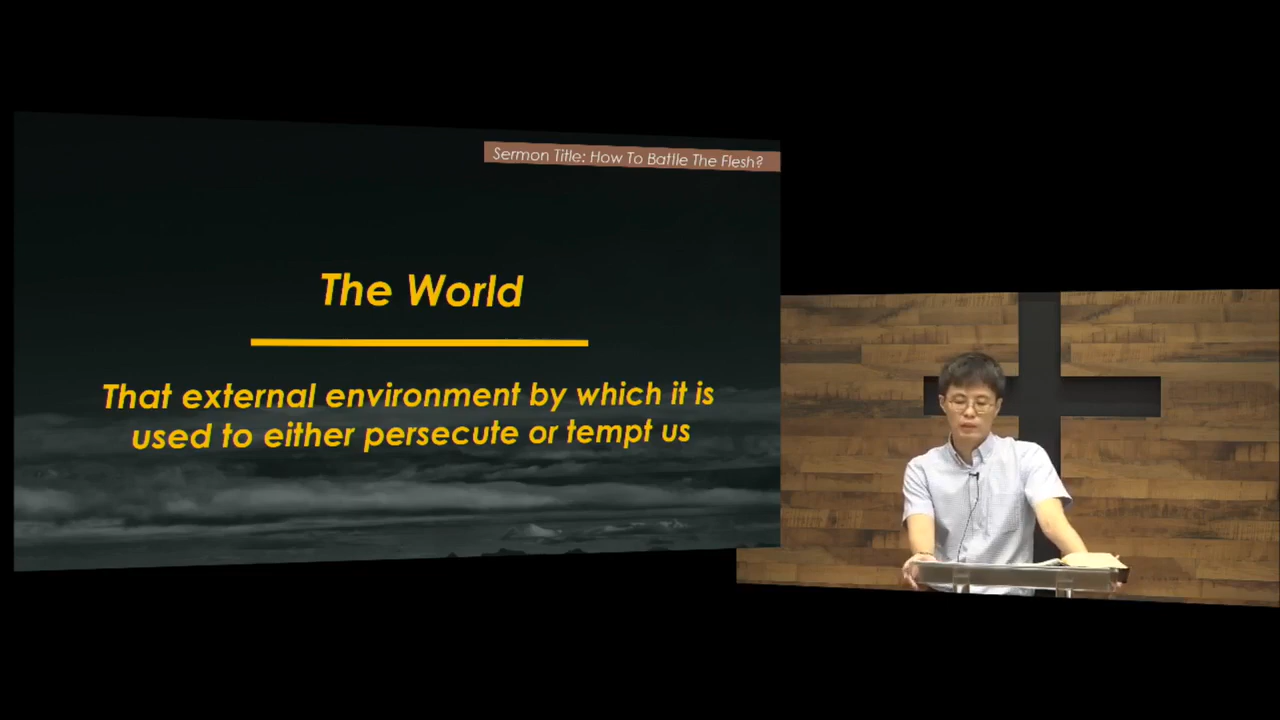 Sermon Title: How To Battle The Flesh?
The World
That external environment by which it is
used to either persecute or tempt us